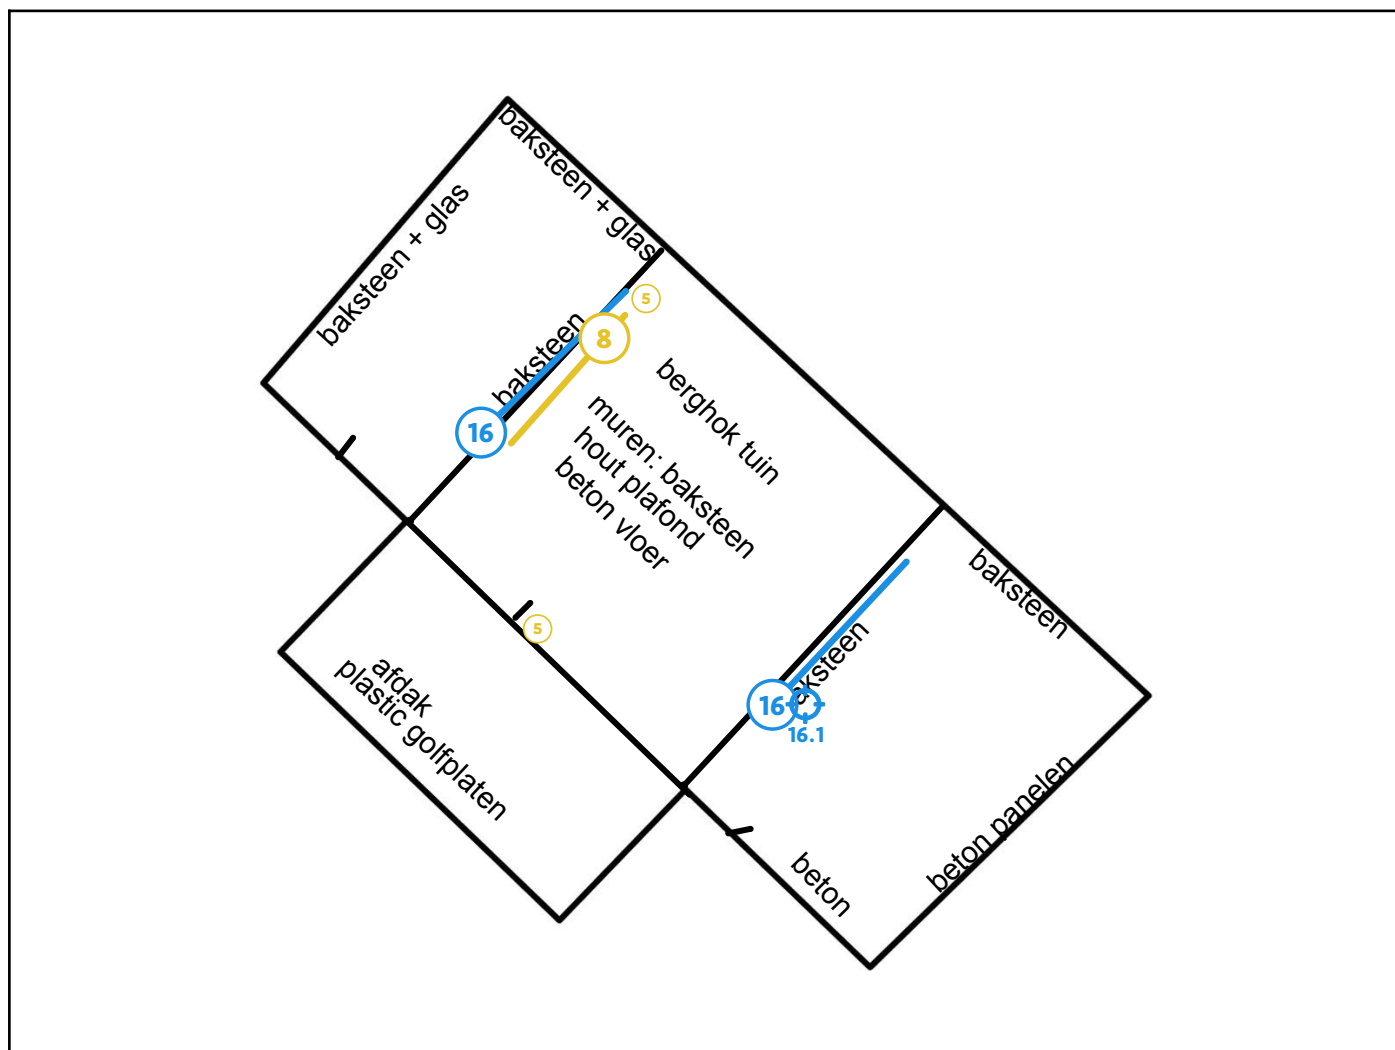 baksteen + glas
baksteen + glas
baksteen
5
8
16
berghok tuin
muren: baksteen
hout plafond
beton vloer
5
afdak
plastic golfplaten
baksteen
16
16.1
beton panelen
beton